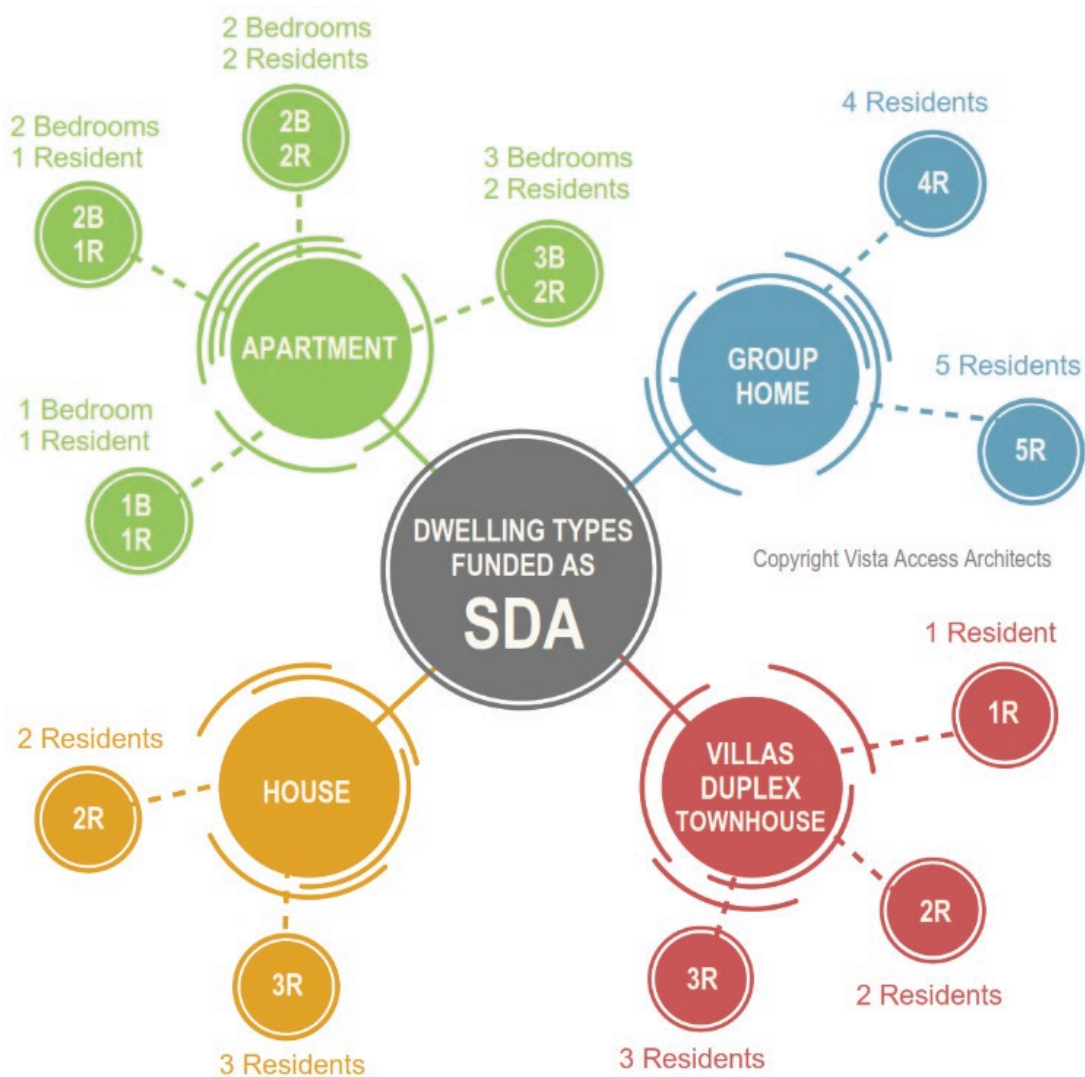 2 Bedrooms
2 Residents
2B
2R
2 Bedrooms
1 Resident
2B
1R
3 Bedrooms
2 Residents
3B
2R
APARTMENT
1 Bedroom
1 Resident
1B
1R
4 Residents
4R
GROUP
HOME
5 Residents
5R
DWELLING TYPES
FUNDED AS
SDA
Copyright Vista Access Architects
2 Residents
2R
HOUSE
3R
3 Residents
1 Resident
1R
VILLAS
DUPLEX
TOWNHOUSE
2R
2 Residents
3R
3 Residents